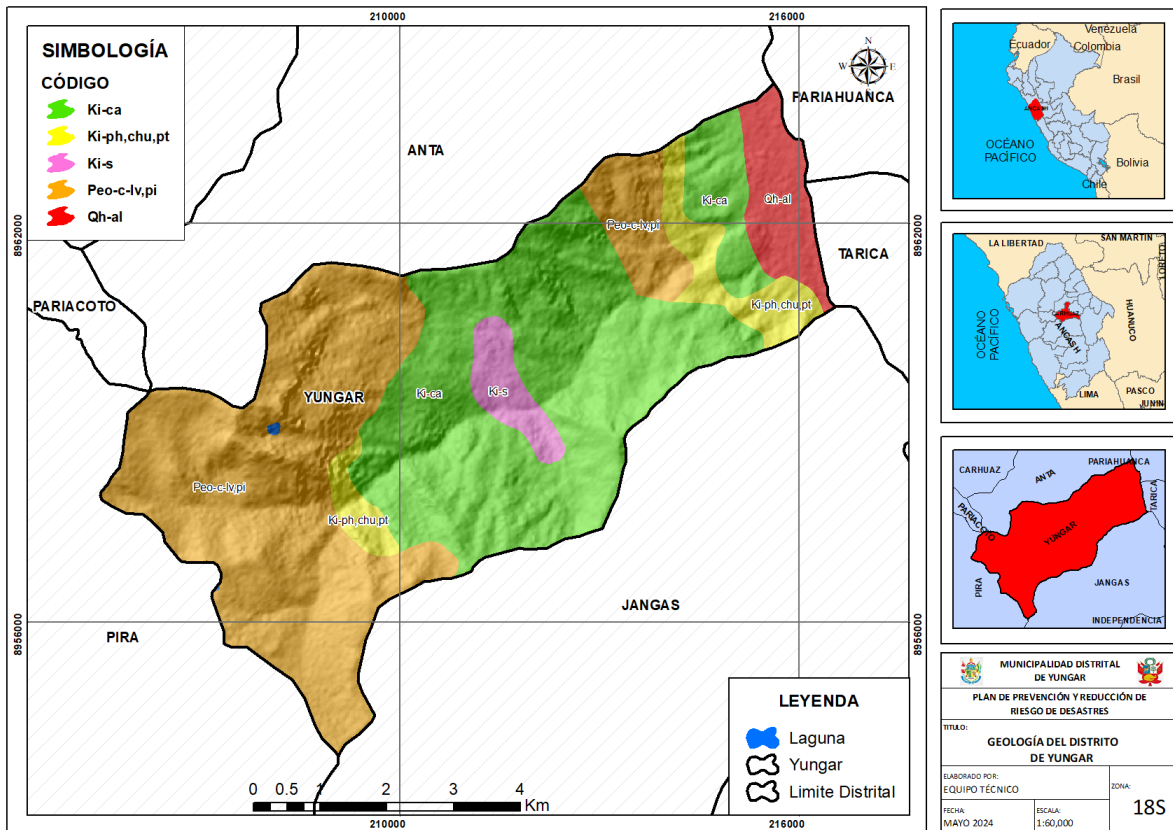 210000
216000
SIMBOLOGÍA
CÓDIGO
Ki-ca
Ki-ph,chu,pt
Ki-s
Peo-c-lv,pi
Qh-al
N
W
E
S
PARIAHUANCA
ANTA
TARICA
PARIACOTO
YUNGAR
PIRA
JANGAS
Ki-ca
Qh-al
Peo-c-lv,pi
Ki-ph,chu,pt
Ki-ca
Ki-s
Peo-c-lv,pi
Ki-ph,chu,pt
8962000
8962000
8956000
8956000
0 0.5 1 2 3 4
Km
210000
216000
LEYENDA
Laguna
Yungar
Limite Distrital
Venezuela
Ecuador
Colombia
Brasil
ANCASH
OCÉANO
PACÍFICO
Bolivia
Chile
LA LIBERTAD
SAN MARTIN
LORETO
HUANUCO
CARHUAZ
ANCASH
OCÉANO
PACÍFICO
LIMA
PASCO
JUNIN
CARHUAZ
ANTA
PARIAHUANCA
TARICA
PARIACOTO
YUNGAR
PIRA
JANGAS
INDEPENDENCIA
MUNICIPALIDAD DISTRITAL
DE YUNGAR
PLAN DE PREVENCIÓN Y REDUCCIÓN DE
RIESGO DE DESASTRES
TITULO:
GEOLOGÍA DEL DISTRITO
DE YUNGAR
ELABORADO POR:
EQUIPO TÉCNICO
ZONA:
18S
FECHA:
MAYO 2024
ESCALA:
1:60,000